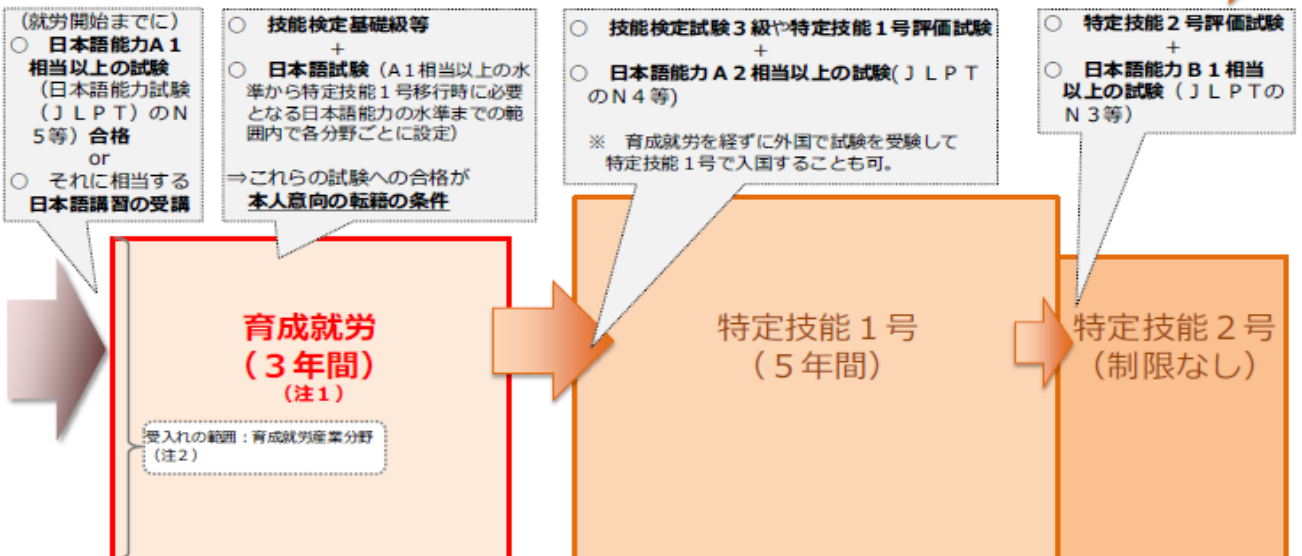 (就労開始までに)
○ 日本語能力A1
相当以上の試験
(日本語能力試験
(JLPT)のN
5等)合格
or
○ それに相当する
日本語講習の受講
○ 技能検定基礎級等
+
○ 日本語試験(A1相当以上の水
準から特定技能1号移行時に必要
となる日本語能力の水準までの範
囲内で各分野ごとに設定)
⇒これらの試験への合格が
本人意向の転籍の条件
○ 技能検定試験3級や特定技能1号評価試験
+
○ 日本語能力A2相当以上の試験(JLPT
のN4等)
※ 育成就労を経ずに外国で試験を受験して
特定技能1号で入国することも可。
○ 特定技能2号評価試験
+
○ 日本語能力B1相当
以上の試験(JLPTの
N3等)
育成就労
(3年間)
(注1)
受入れの範囲:育成就労産業分野
(注2)
特定技能1号
(5年間)
特定技能2号
(制限なし)